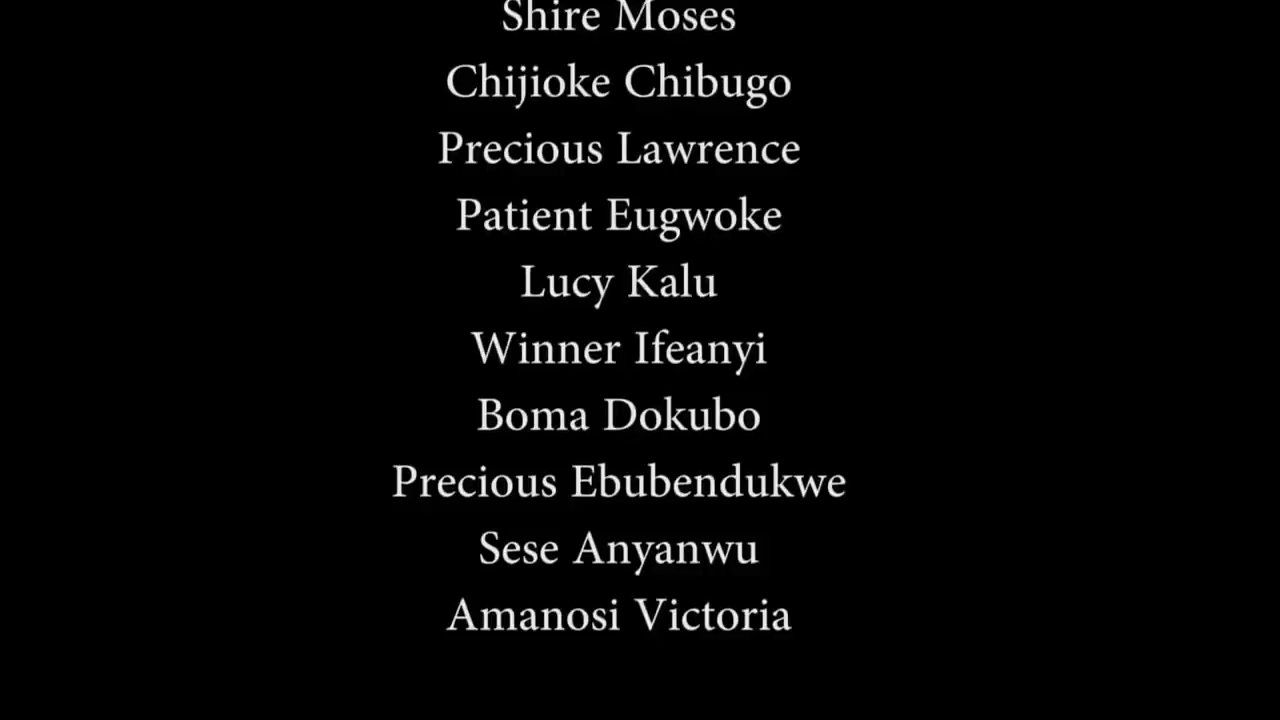 Shire Moses
Chijioke Chibugo
Precious Lawrence
Patient Eugwoke
Lucy Kalu
Winner Ifeanyi
Boma Dokubo
Precious Ebubendukwe
Sese Anyanwu
Amanosi Victoria